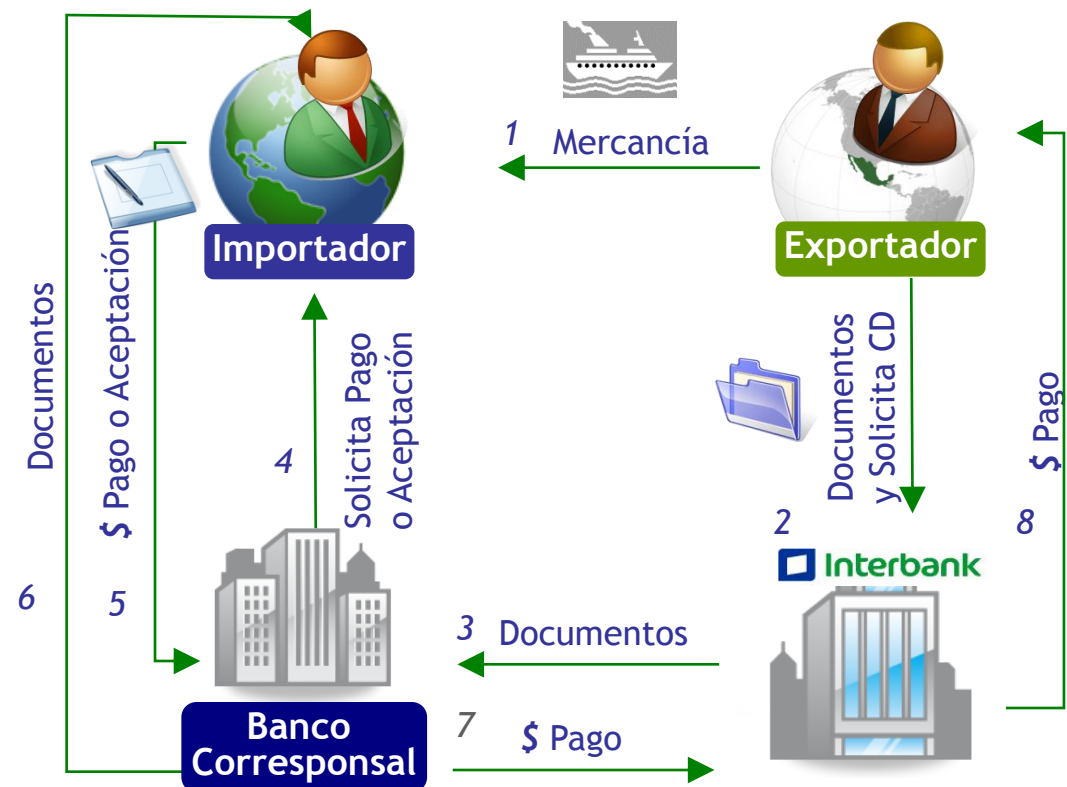 1 Mercancía
Importador
Exportador
Documentos
$ Pago o Aceptación
4
Solicita Pago
o Aceptación
Documentos
y Solicita CD
2
Interbank
$ Pago
8
6
5
3 Documentos
Banco
Corresponsal
7 $ Pago